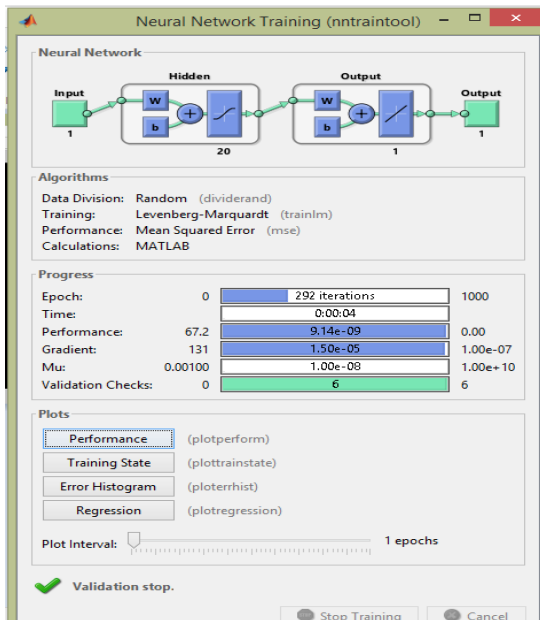 Neural Network Training (nntraintool)
Neural Network
Hidden Output
Input W b + W b + Output
1 20 1 1
Algorithms
Data Division: Random (dividerand)
Training: Levenberg-Marquardt (trainlm)
Performance: Mean Squared Error (mse)
Calculations: MATLAB
Progress
Epoch: 0 292 iterations 1000
Time: 0:00:04
Performance: 67.2 9.14e-09 0.00
Gradient: 131 1.50e-05 1.00e-07
Mu: 0.00100 1.00e-08 1.00e+10
Validation Checks: 0 6 6
Plots
Performance (plotperform)
Training State (plottrainstate)
Error Histogram (ploterrhist)
Regression (plotregression)
Plot Interval: 1 epochs
Validation stop.
Stop Training Cancel